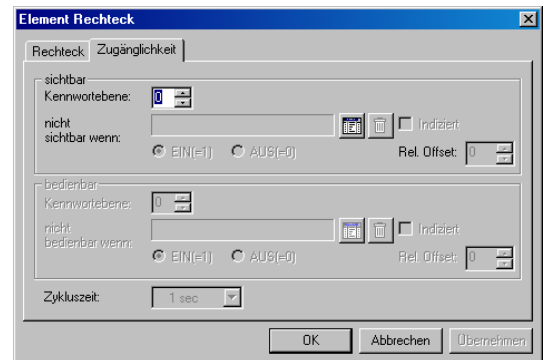 Element Rechteck
Rechteck Zugänglichkeit
sichtbar
Kennwortebene: 0
nicht
sichtbar wenn:
Indiziert
EIN(=1) AUS(=0) Rel. Offset: 0
bedienbar
Kennwortebene: 0
nicht
bedienbar wenn:
Indiziert
EIN(=1) AUS(=0) Rel. Offset: 0
Zykluszeit: 1 sec
OK Abbrechen Übernehmen